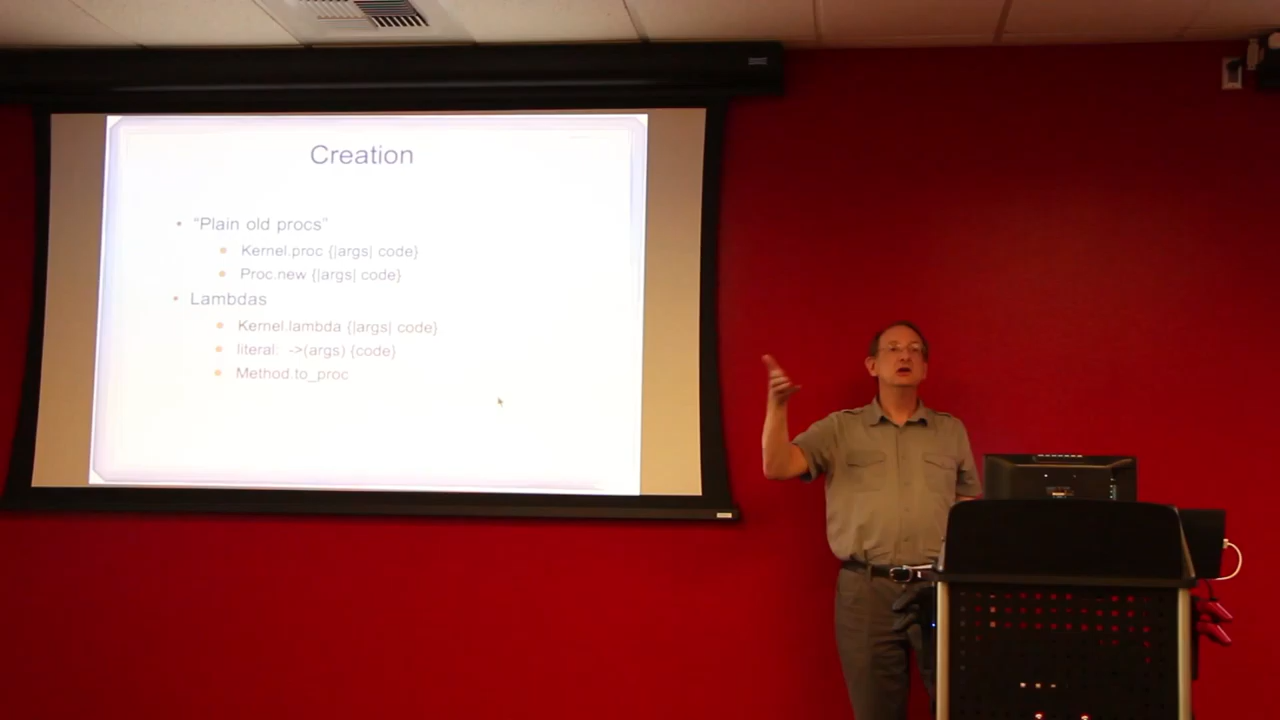 Creation
• "Plain old procs"
• Kernel.proc {|args| code}
• Proc.new {|args| code}
• Lambdas
• Kernel.lambda {|args| code}
• literal: ->(args) {code}
• Method.to_proc